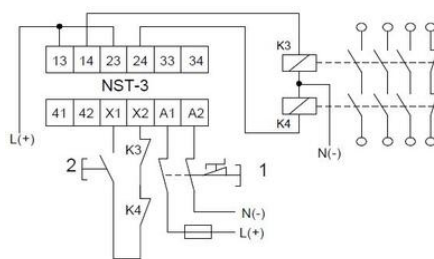 K3
13 14 23 24 33 34
NST-3
K4
41 42 X1 X2 A1 A2
L(+)
K3
N(-)
2
1
K4
N(-)
L(+)